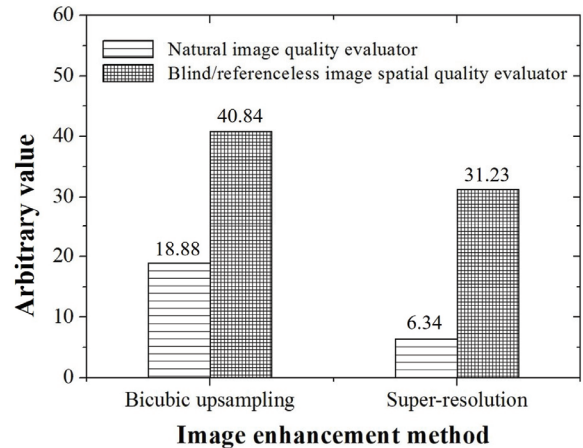 60
50
40
30
20
10
0
Arbitrary value
Natural image quality evaluator
Blind/referenceless image spatial quality evaluator
18.88
40.84
6.34
31.23
Bicubic upsampling
Super-resolution
Image enhancement method